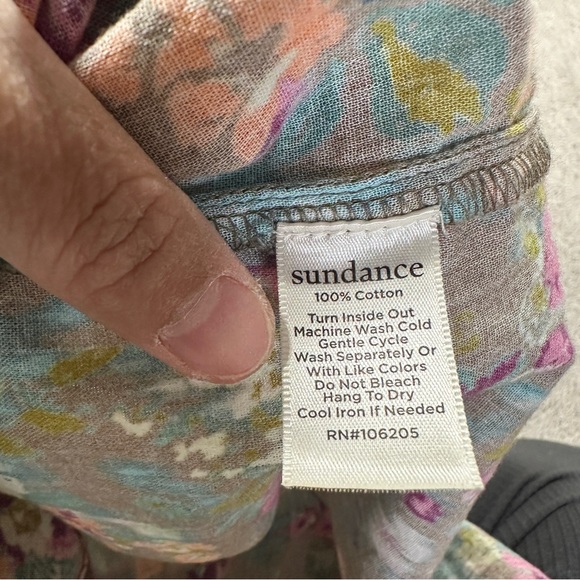 sundance
100% Cotton
Turn Inside Out
Machine Wash Cold
Gentle Cycle
Wash Separately Or
With Like Colors
Do Not Bleach
Hang To Dry
Cool Iron If Needed
RN#106205